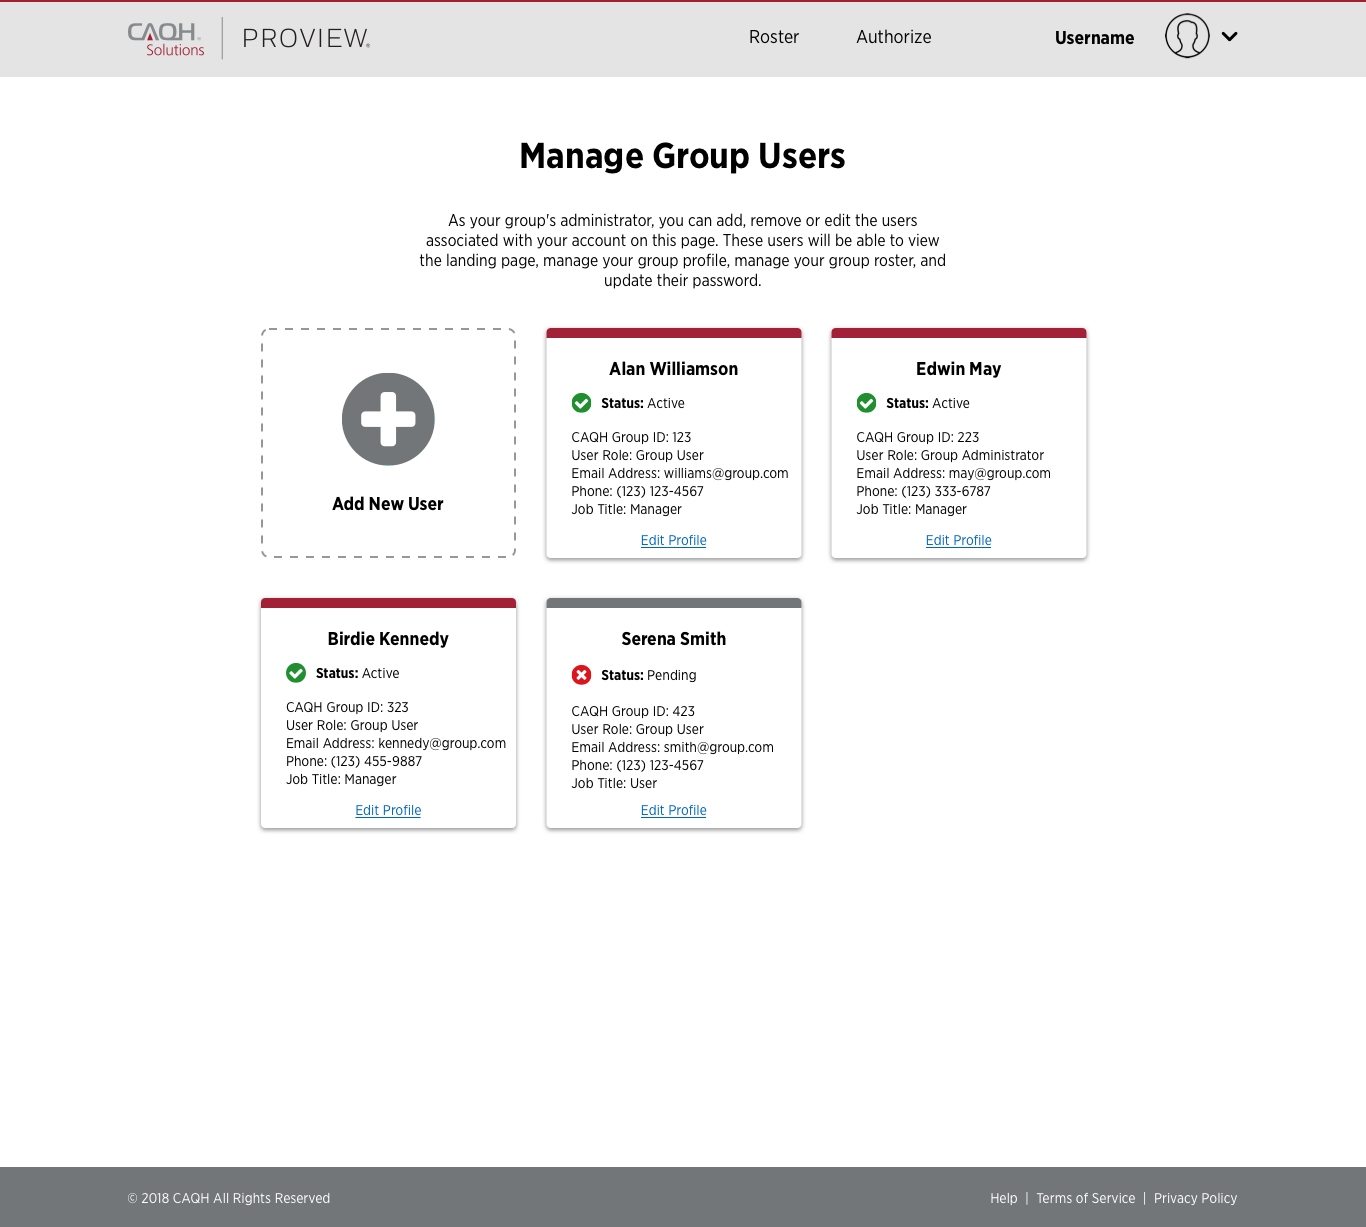 CAQH
Solutions
PROVIEW®
Roster
Authorize
Username
Manage Group Users
As your group's administrator, you can add, remove or edit the users
associated with your account on this page. These users will be able to view
the landing page, manage your group profile, manage your group roster, and
update their password.
Add New User
Alan Williamson
Status: Active
CAQH Group ID: 123
User Role: Group User
Email Address: williams@group.com
Phone: (123) 123-4567
Job Title: Manager
Edit Profile
Edwin May
Status: Active
CAQH Group ID: 223
User Role: Group Administrator
Email Address: may@group.com
Phone: (123) 333-6787
Job Title: Manager
Edit Profile
Birdie Kennedy
Status: Active
CAQH Group ID: 323
User Role: Group User
Email Address: kennedy@group.com
Phone: (123) 455-9887
Job Title: Manager
Edit Profile
Serena Smith
Status: Pending
CAQH Group ID: 423
User Role: Group User
Email Address: smith@group.com
Phone: (123) 123-4567
Job Title: User
Edit Profile
© 2018 CAQH All Rights Reserved
Help | Terms of Service | Privacy Policy